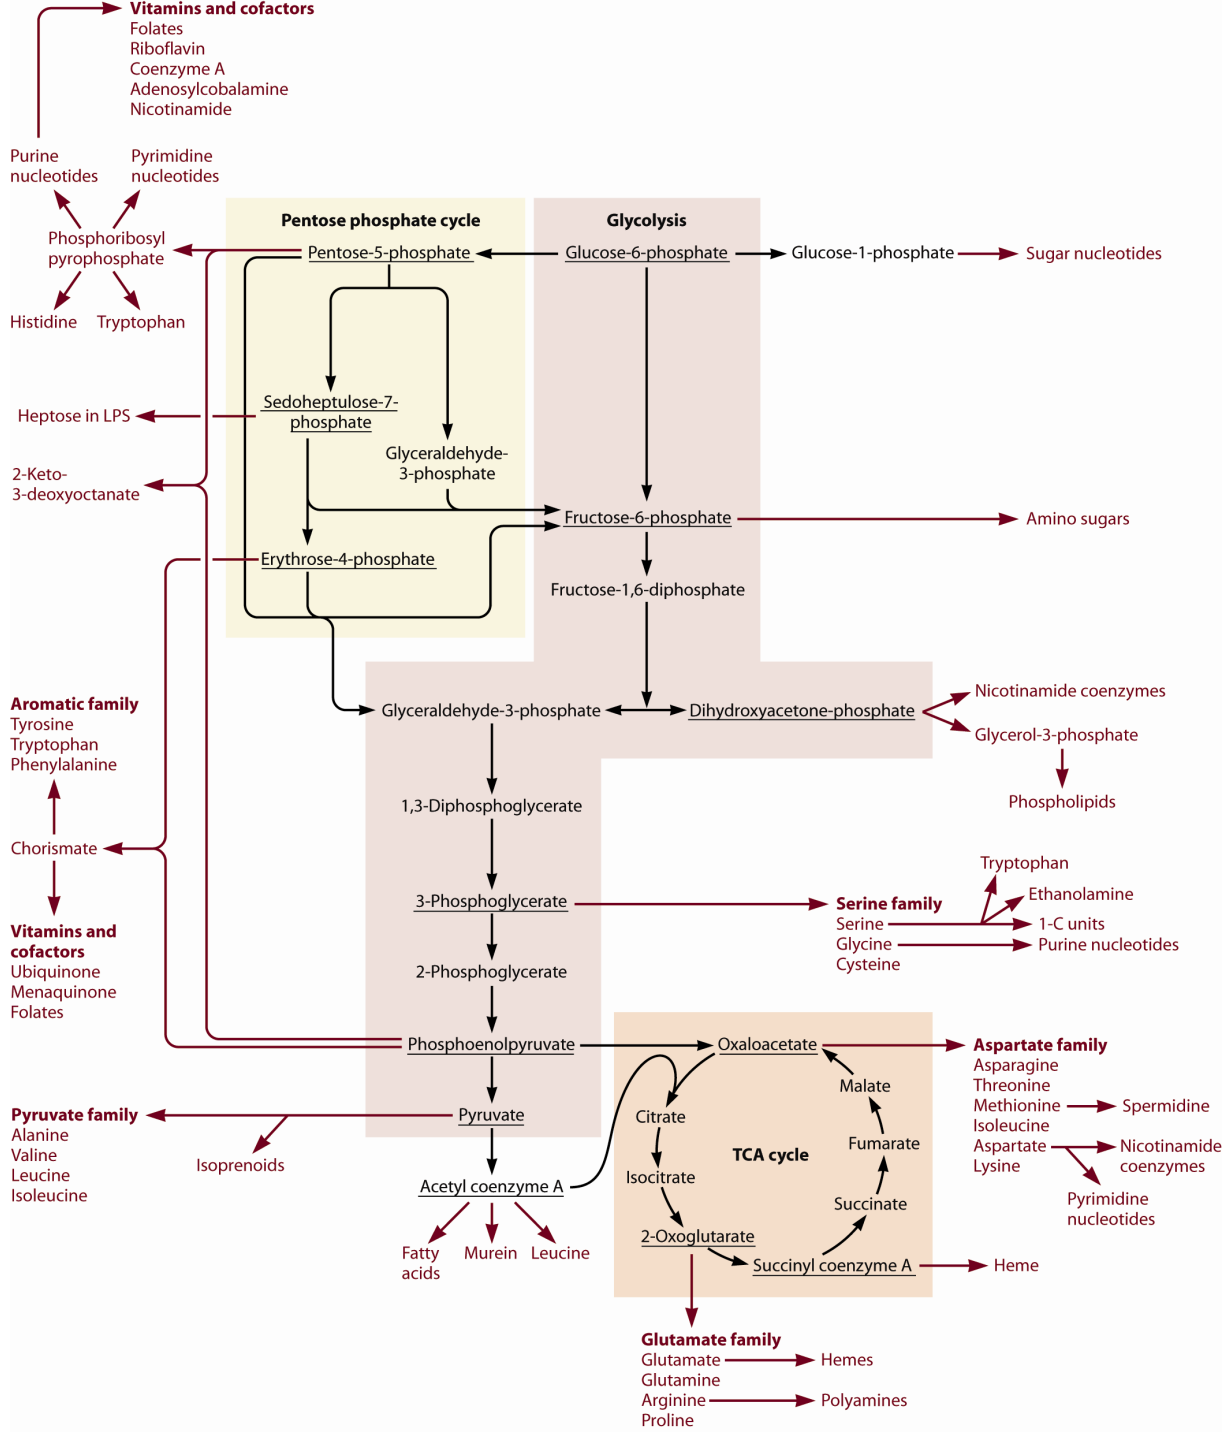 Vitamins and cofactors
Folates
Riboflavin
Coenzyme A
Adenosylcobalamine
Nicotinamide
Purine
nucleotides
Pyrimidine
nucleotides
Phosphoribosyl
pyrophosphate
Histidine
Tryptophan
Pentose phosphate cycle
Glycolysis
Pentose-5-phosphate
Glucose-6-phosphate
Glucose-1-phosphate
Sugar nucleotides
Sedoheptulose-7-
phosphate
Heptose in LPS
Glyceraldehyde-
3-phosphate
2-Keto-
3-deoxyoctanate
Fructose-6-phosphate
Amino sugars
Erythrose-4-phosphate
Fructose-1,6-diphosphate
Aromatic family
Tyrosine
Tryptophan
Phenylalanine
Glyceraldehyde-3-phosphate
Dihydroxyacetone-phosphate
Nicotinamide coenzymes
Glycerol-3-phosphate
Phospholipids
1,3-Diphosphoglycerate
Chorismate
Vitamins and
cofactors
Ubiquinone
Menaquinone
Folates
3-Phosphoglycerate
Serine family
Serine
Glycine
Cysteine
Tryptophan
Ethanolamine
1-C units
Purine nucleotides
2-Phosphoglycerate
Phosphoenolpyruvate
Oxaloacetate
Aspartate family
Asparagine
Threonine
Methionine
Isoleucine
Aspartate
Lysine
Spermidine
Nicotinamide
coenzymes
Pyrimidine
nucleotides
Pyruvate family
Alanine
Valine
Leucine
Isoleucine
Isoprenoids
Pyruvate
Acetyl coenzyme A
Fatty
acids
Murein
Leucine
TCA cycle
Citrate
Isocitrate
2-Oxoglutarate
Succinyl coenzyme A
Succinate
Fumarate
Malate
Heme
Glutamate family
Glutamate
Glutamine
Arginine
Proline
Hemes
Polyamines